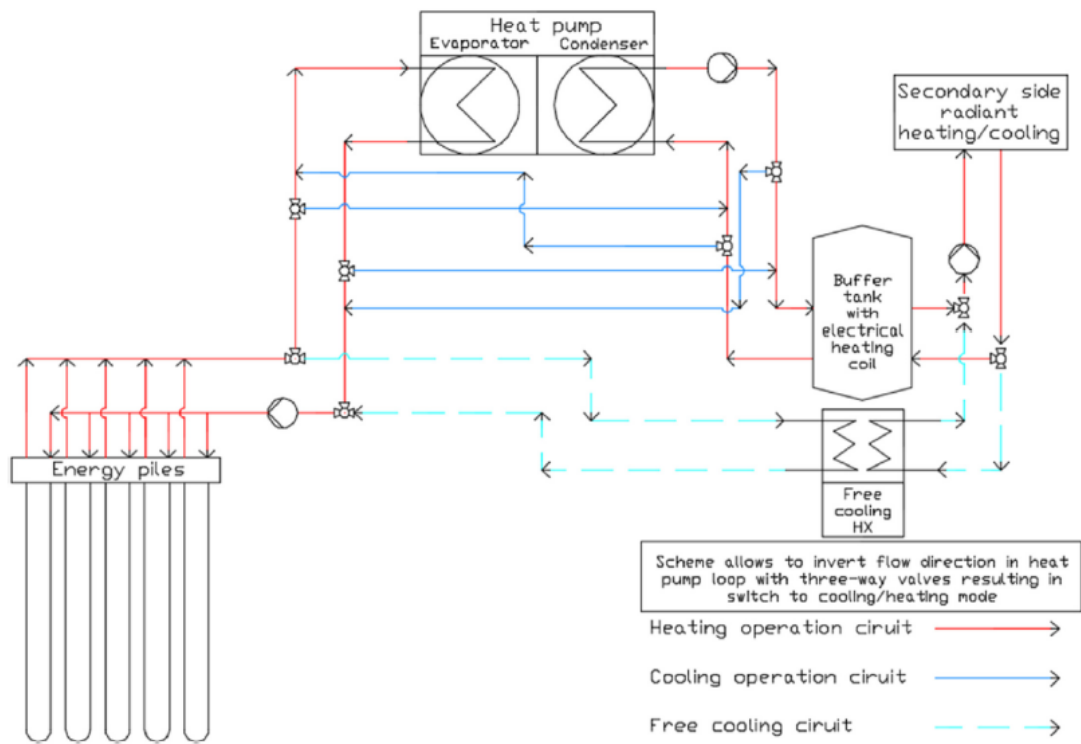 Heat pump
Evaporator Condenser
Secondary side
radiant
heating/cooling
Buffer
tank
with
electrical
heating
coil
Energy piles
Free
cooling
HX
Scheme allows to invert flow direction in heat
pump loop with three-way valves resulting in
switch to cooling/heating mode
Heating operation ciruit
Cooling operation ciruit
Free cooling ciruit